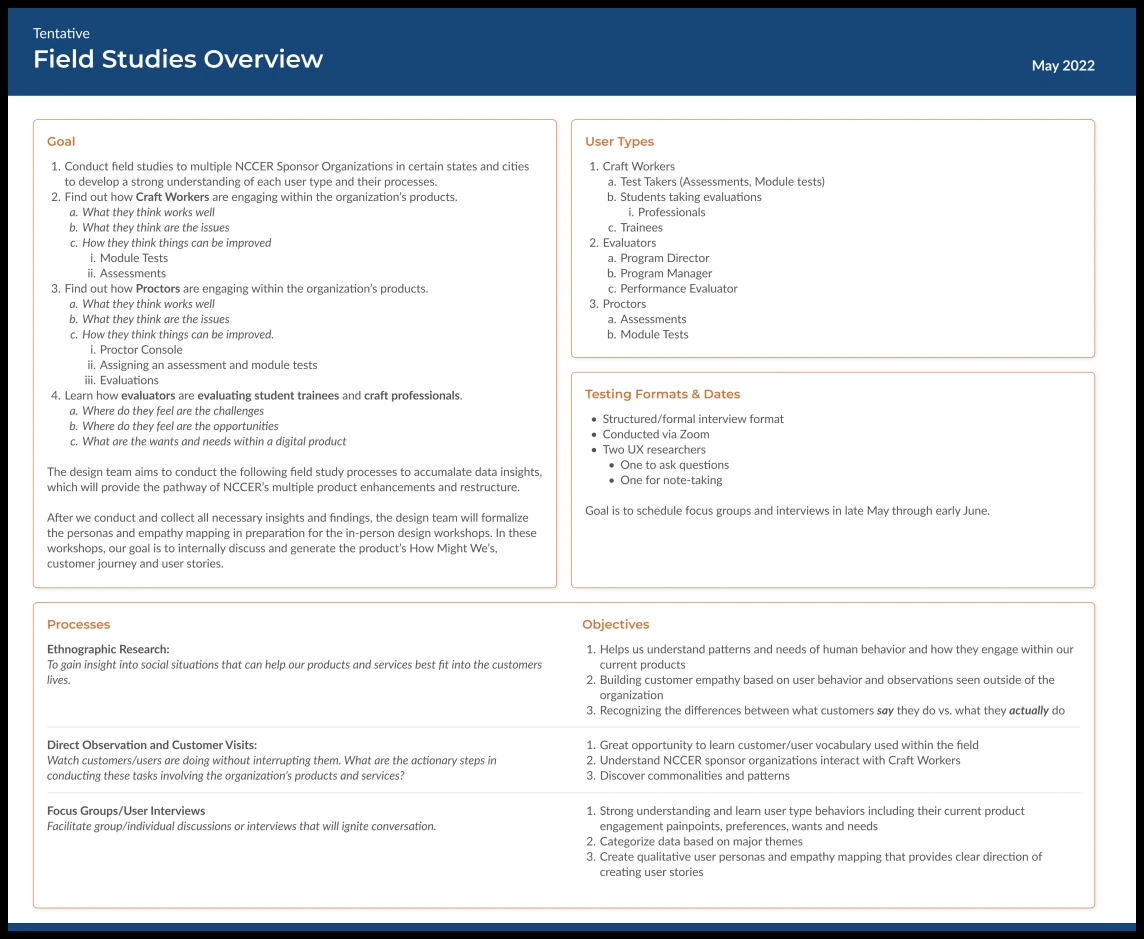 Tentative
Field Studies Overview
May 2022
Goal
1. Conduct field studies to multiple NCCER Sponsor Organizations in certain states and cities
to develop a strong understanding of each user type and their processes.
2. Find out how Craft Workers are engaging within the organization's products.
a. What they think works well
b. What they think are the issues
c. How they think things can be improved
i. Module Tests
ii. Assessments
3. Find out how Proctors are engaging within the organization's products.
a. What they think works well
b. What they think are the issues
c. How they think things can be improved.
i. Proctor Console
ii. Assigning an assessment and module tests
iii. Evaluations
4. Learn how evaluators are evaluating student trainees and craft professionals.
a. Where do they feel are the challenges
b. Where do they feel are the opportunities
c. What are the wants and needs within a digital product
The design team aims to conduct the following field study processes to accumalate data insights,
which will provide the pathway of NCCER's multiple product enhancements and restructure.
After we conduct and collect all necessary insights and findings, the design team will formalize
the personas and empathy mapping in preparation for the in-person design workshops. In these
workshops, our goal is to internally discuss and generate the product's How Might We's,
customer journey and user stories.
User Types
1. Craft Workers
a. Test Takers (Assessments, Module tests)
b. Students taking evaluations
i. Professionals
c. Trainees
2. Evaluators
a. Program Director
b. Program Manager
c. Performance Evaluator
3. Proctors
a. Assessments
b. Module Tests
Testing Formats & Dates
• Structured/formal interview format
• Conducted via Zoom
• Two UX researchers
• One to ask questions
• One for note-taking
Goal is to schedule focus groups and interviews in late May through early June.
Processes
Objectives
Ethnographic Research:
To gain insight into social situations that can help our products and services best fit into the customers
lives.
1. Helps us understand patterns and needs of human behavior and how they engage within our
current products
2. Building customer empathy based on user behavior and observations seen outside of the
organization
3. Recognizing the differences between what customers say they do vs. what they actually do
Direct Observation and Customer Visits:
Watch customers/users are doing without interrupting them. What are the actionary steps in
conducting these tasks involving the organization's products and services?
1. Great opportunity to learn customer/user vocabulary used within the field
2. Understand NCCER sponsor organizations interact with Craft Workers
3. Discover commonalities and patterns
Focus Groups/User Interviews
Facilitate group/individual discussions or interviews that will ignite conversation.
1. Strong understanding and learn user type behaviors including their current product
engagement painpoints, preferences, wants and needs
2. Categorize data based on major themes
3. Create qualitative user personas and empathy mapping that provides clear direction of
creating user stories